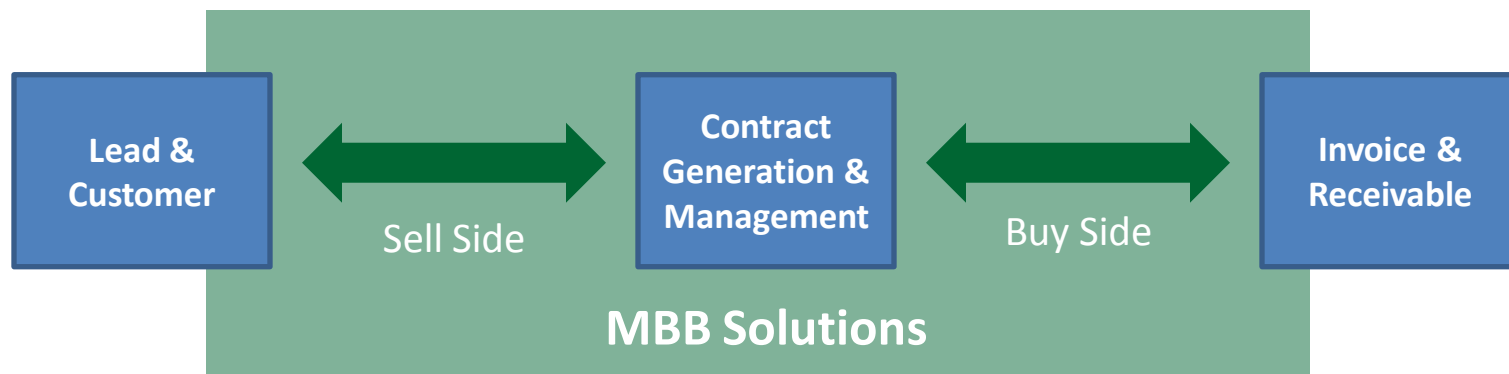 Lead &
Customer
Sell Side
Contract
Generation &
Management
Buy Side
Invoice &
Receivable
MBB Solutions